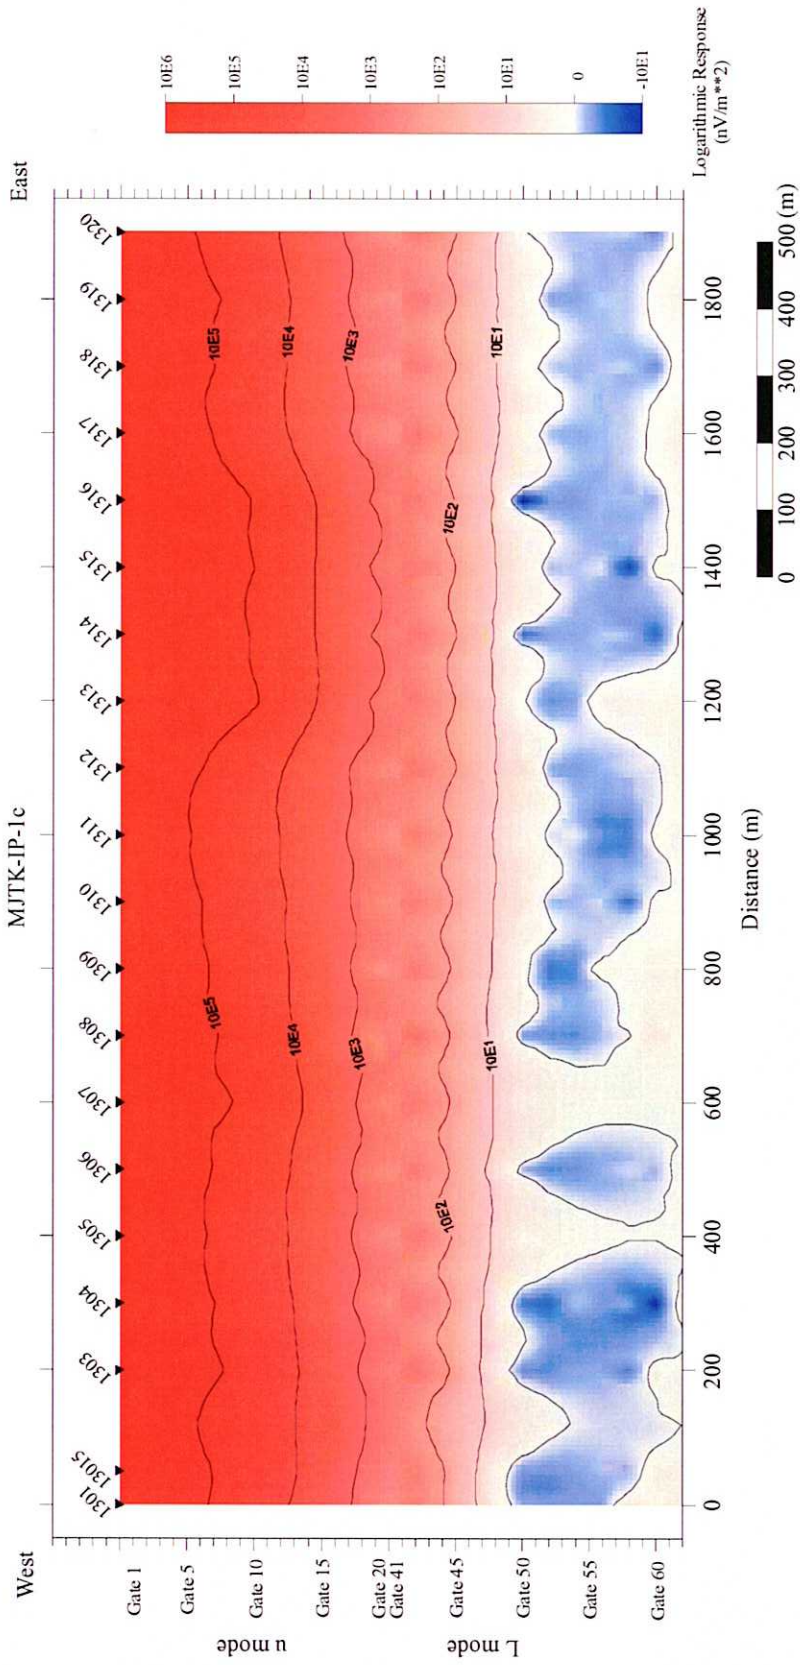 MJTK-IP-1c
West
East
1301
13015
1303
1304
1305
1306
1307
1308
1309
1310
1311
1312
1313
1314
1315
1316
1317
1318
1319
1320
u mode
L mode
Gate 1
Gate 5
Gate 10
Gate 15
Gate 20
Gate 41
Gate 45
Gate 50
Gate 55
Gate 60
10E5
10E5
10E4
10E4
10E3
10E3
10E2
10E2
10E1
10E1
0
200
400
600
800
1000
1200
1400
1600
1800
Distance (m)
0
100
200
300
400
500 (m)
10E6
10E5
10E4
10E3
10E2
10E1
0
-10E1
Logarithmic Response
(nV/m**2)